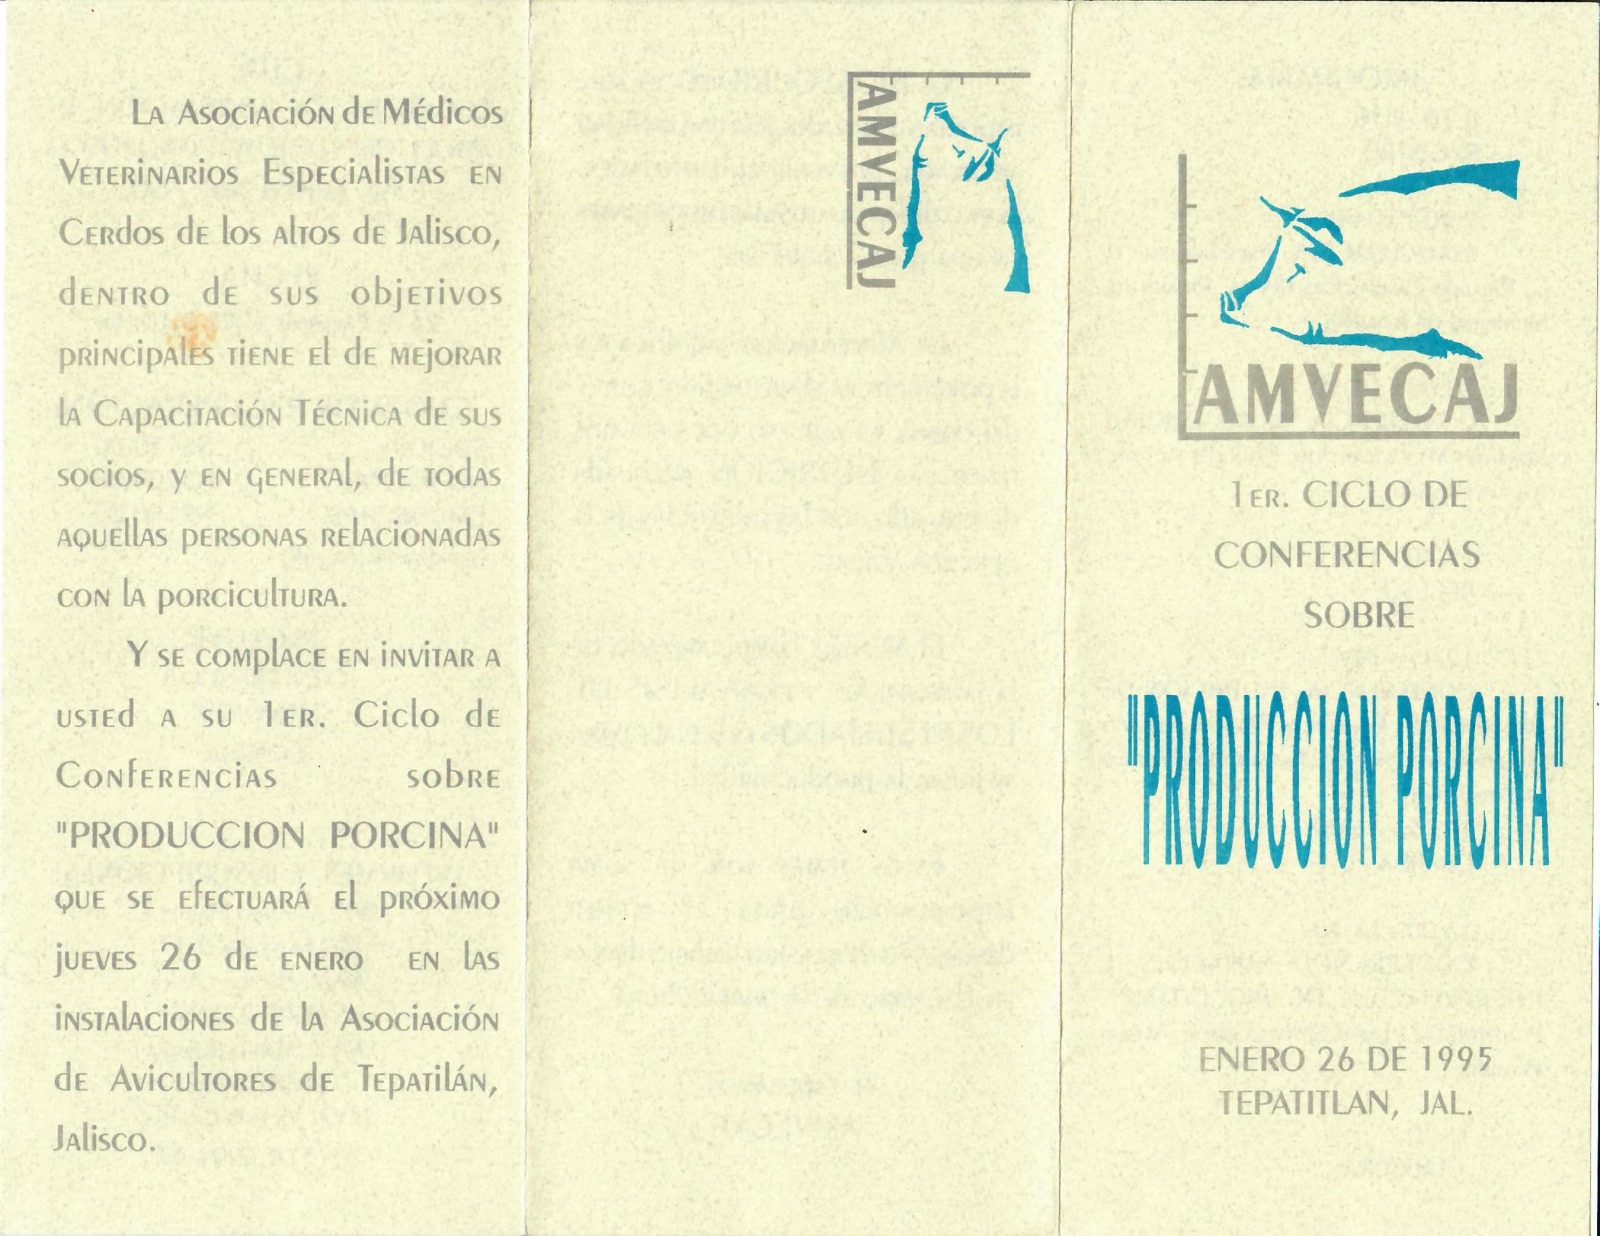 La Asociación de Médicos
Veterinarios Especialistas en
Cerdos de los Altos de Jalisco,
dentro de sus objetivos
principales tiene el de mejorar
la Capacitación Técnica de sus
socios, y en general, de todas
aquellas personas relacionadas
con la porcicultura.
Y se complace en invitar a
usted a su 1er. Ciclo de
Conferencias sobre
"PRODUCCION PORCINA"
que se efectuará el próximo
jueves 26 de enero en las
instalaciones de la Asociación
de Avicultores de Tepatilán,
Jalisco.
AMVECAJ
AMVECAJ
1ER. CICLO DE
CONFERENCIAS
SOBRE
"PRODUCCION PORCINA"
ENERO 26 DE 1995
TEPATITLAN, JAL.